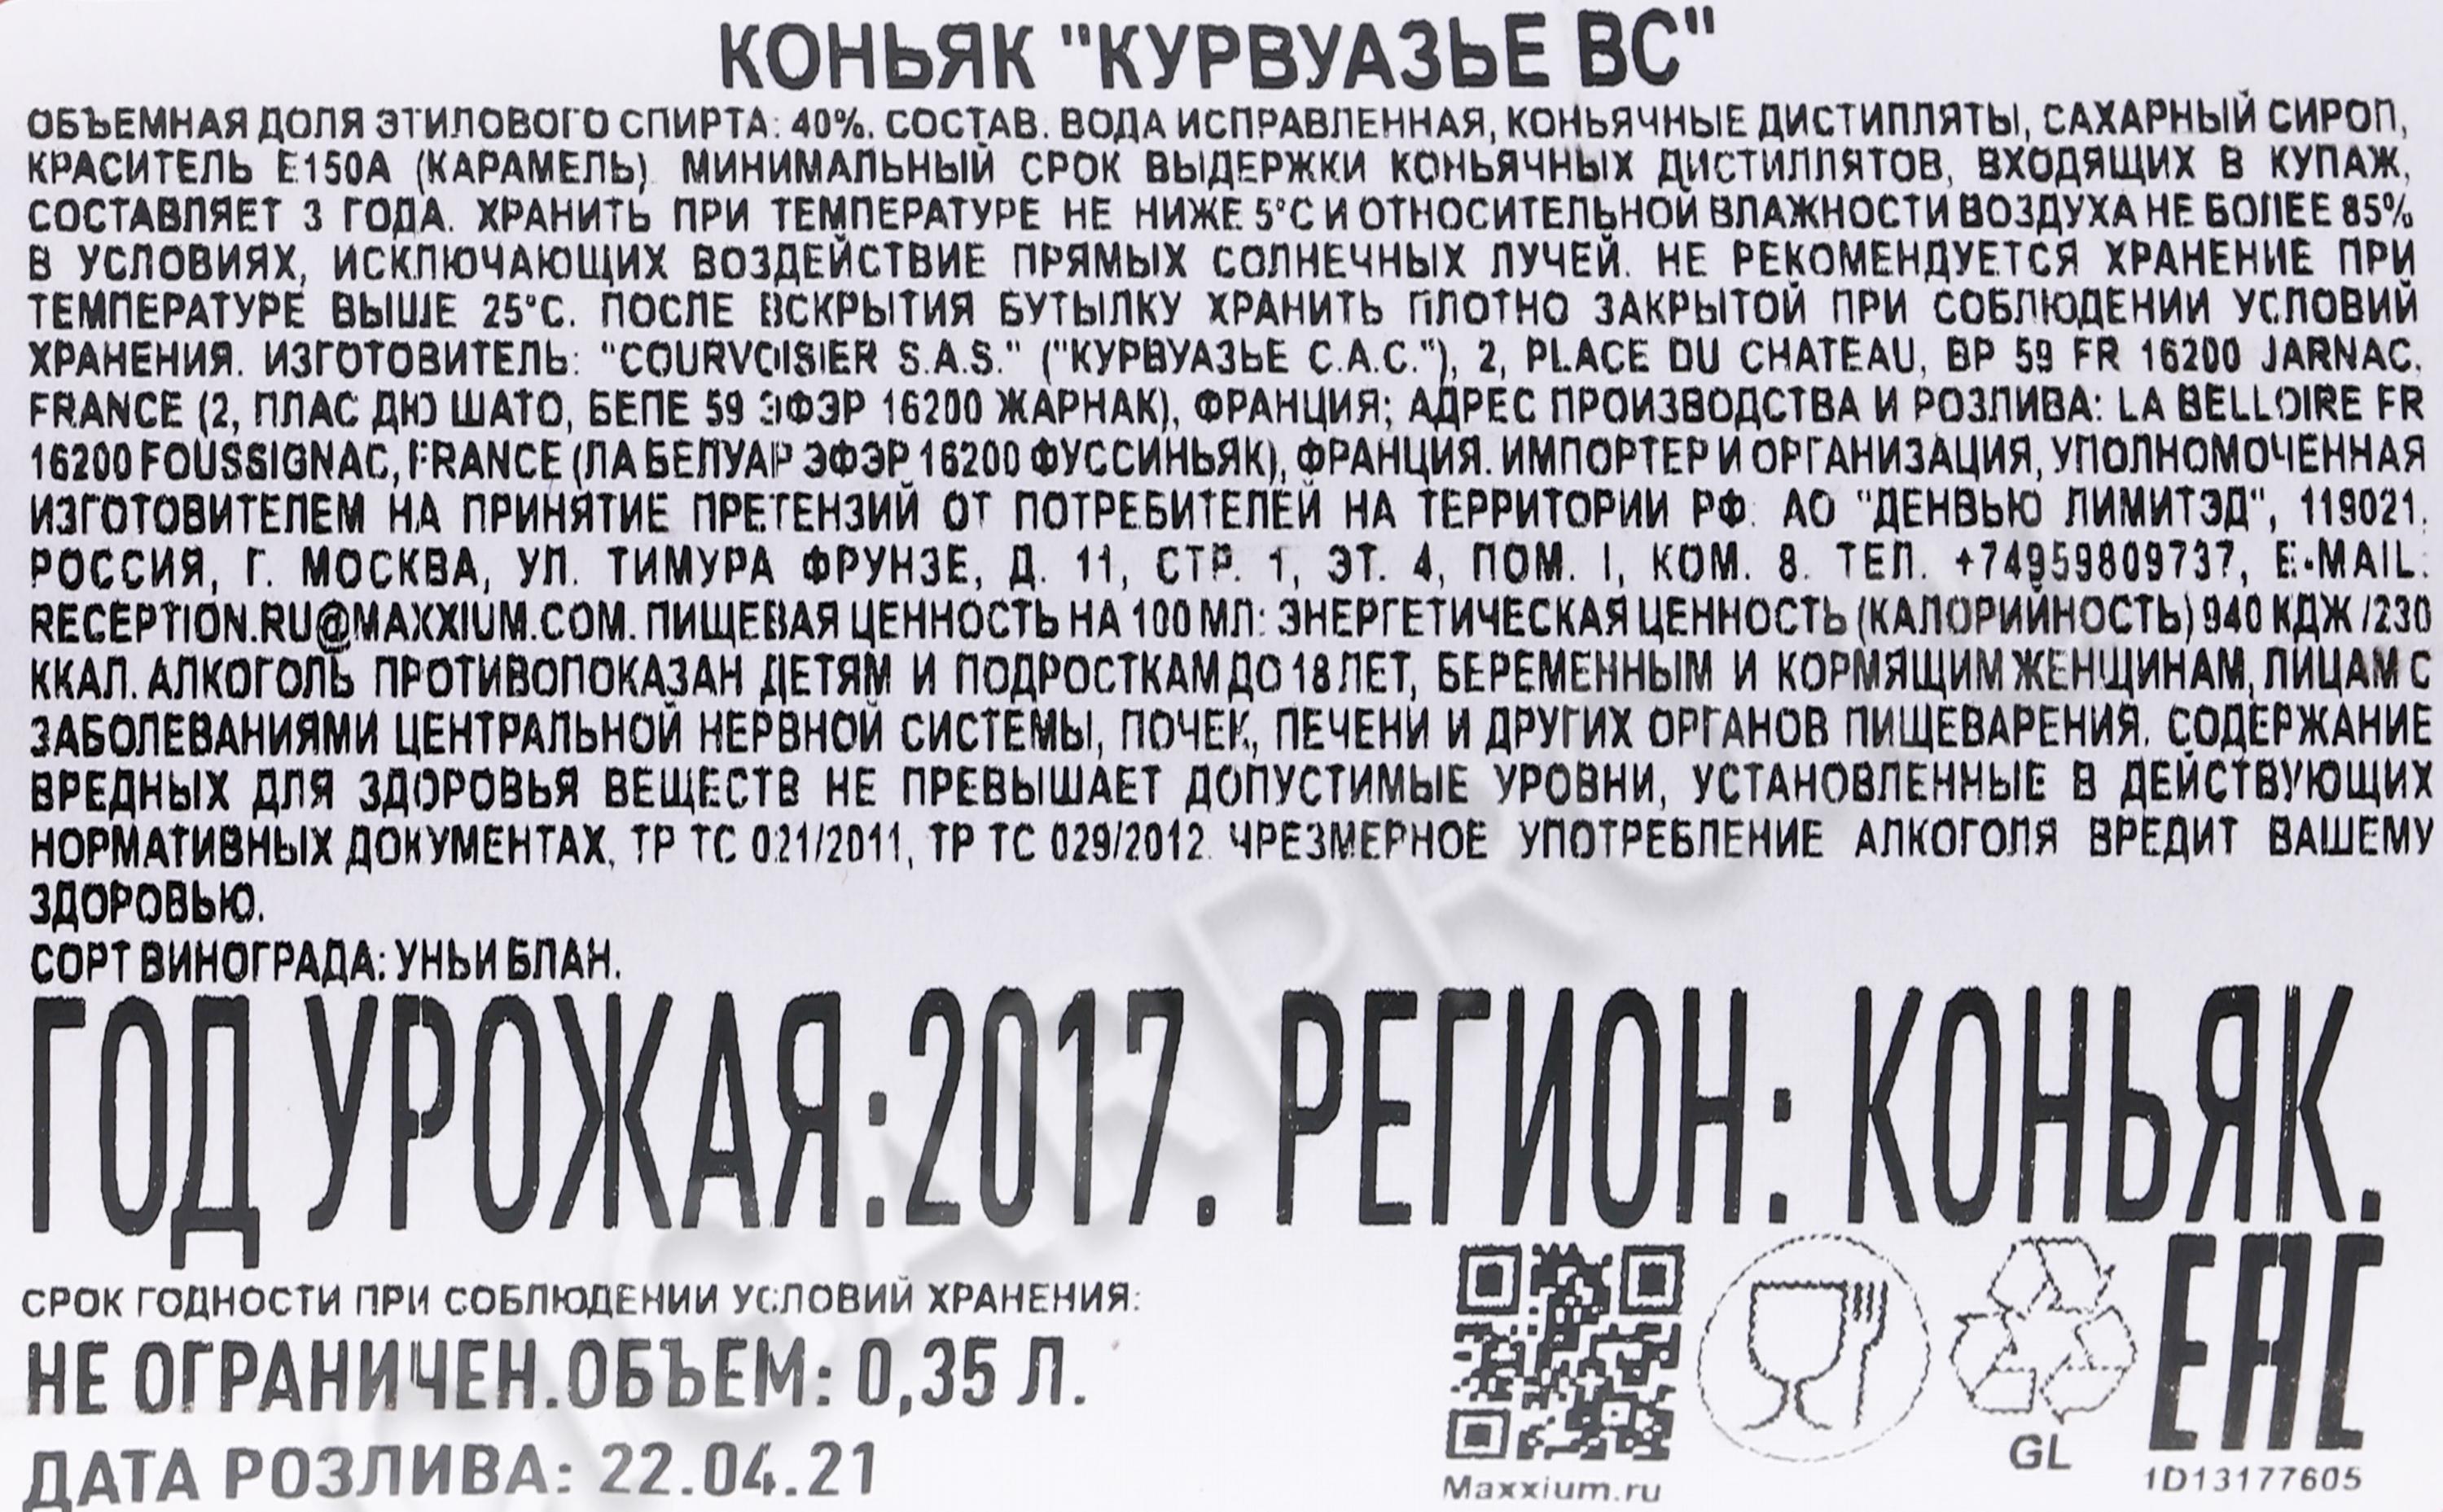 КОНЬЯК "КУРВУАЗЬЕ ВС"
ОБЪЕМНАЯ ДОЛЯ ЭТИЛОВОГО СПИРТА: 40%. СОСТАВ. ВОДА ИСПРАВЛЕННАЯ, КОНЬЯЧНЫЕ ДИСТИЛЛЯТЫ, САХАРНЫЙ СИРОП,
КРАСИТЕЛЬ Е150А (КАРАМЕЛЬ). МИНИМАЛЬНЫЙ СРОК ВЫДЕРЖКИ КОНЬЯЧНЫХ ДИСТИЛЛЯТОВ, ВХОДЯЩИХ В КУПАЖ,
СОСТАВЛЯЕТ 3 ГОДА. ХРАНИТЬ ПРИ ТЕМПЕРАТУРЕ НЕ НИЖЕ 5°С И ОТНОСИТЕЛЬНОЙ ВЛАЖНОСТИ ВОЗДУХА НЕ БОЛЕЕ 85%
В УСЛОВИЯХ, ИСКЛЮЧАЮЩИХ ВОЗДЕЙСТВИЕ ПРЯМЫХ СОЛНЕЧНЫХ ЛУЧЕЙ. НЕ РЕКОМЕНДУЕТСЯ ХРАНЕНИЕ ПРИ
ТЕМПЕРАТУРЕ ВЫШЕ 25°С. ПОСЛЕ ВСКРЫТИЯ БУТЫЛКУ ХРАНИТЬ ПЛОТНО ЗАКРЫТОЙ ПРИ СОБЛЮДЕНИИ УСЛОВИЙ
ХРАНЕНИЯ. ИЗГОТОВИТЕЛЬ: "COURVOISIER S.A.S." ("КУРВУАЗЬЕ С.А.С."), 2, PLACE DU CHATEAU, BP 59 FR 16200 JARNAC,
FRANCE (2, ПЛАС ДЮ ШАТО, БЕПЕ 59 ЭФЭР 16200 ЖАРНАК), ФРАНЦИЯ; АДРЕС ПРОИЗВОДСТВА И РОЗЛИВА: LA BELLOIRE FR
16200 FOUSSIGNAC, FRANCE (ЛА БЕЛУАР ЭФЭР 16200 ФУССИНЬЯК), ФРАНЦИЯ. ИМПОРТЕР И ОРГАНИЗАЦИЯ, УПОЛНОМОЧЕННАЯ
ИЗГОТОВИТЕЛЕМ НА ПРИНЯТИЕ ПРЕТЕНЗИЙ ОТ ПОТРЕБИТЕЛЕЙ НА ТЕРРИТОРИИ РФ: АО "ДЕНВЬЮ ЛИМИТЭД", 119021,
РОССИЯ, Г. МОСКВА, УЛ. ТИМУРА ФРУНЗЕ, Д. 11, СТР. 1, ЭТ. 4, ПОМ. I, КОМ. 8. ТЕЛ. +74959809737, E-MAIL:
RECEPTION.RU@MAXXIUM.COM. ПИЩЕВАЯ ЦЕННОСТЬ НА 100 МЛ: ЭНЕРГЕТИЧЕСКАЯ ЦЕННОСТЬ (КАЛОРИЙНОСТЬ) 940 КДЖ /230
ККАЛ. АЛКОГОЛЬ ПРОТИВОПОКАЗАН ДЕТЯМ И ПОДРОСТКАМ ДО 18 ЛЕТ, БЕРЕМЕННЫМ И КОРМЯЩИМ ЖЕНЩИНАМ, ЛИЦАМ С
ЗАБОЛЕВАНИЯМИ ЦЕНТРАЛЬНОЙ НЕРВНОЙ СИСТЕМЫ, ПОЧЕК, ПЕЧЕНИ И ДРУГИХ ОРГАНОВ ПИЩЕВАРЕНИЯ. СОДЕРЖАНИЕ
ВРЕДНЫХ ДЛЯ ЗДОРОВЬЯ ВЕЩЕСТВ НЕ ПРЕВЫШАЕТ ДОПУСТИМЫЕ УРОВНИ, УСТАНОВЛЕННЫЕ В ДЕЙСТВУЮЩИХ
НОРМАТИВНЫХ ДОКУМЕНТАХ, ТР ТС 021/2011, ТР ТС 029/2012. ЧРЕЗМЕРНОЕ УПОТРЕБЛЕНИЕ АЛКОГОЛЯ ВРЕДИТ ВАШЕМУ
ЗДОРОВЬЮ.
СОРТ ВИНОГРАДА: УНЬИ БЛАН.
ГОД УРОЖАЯ:2017. РЕГИОН: КОНЬЯК.
СРОК ГОДНОСТИ ПРИ СОБЛЮДЕНИИ УСЛОВИЙ ХРАНЕНИЯ:
НЕ ОГРАНИЧЕН.ОБЪЕМ: 0,35 Л.
ДАТА РОЗЛИВА: 22.04.21
Maxxium.ru
GL
EAC
1D13177605
CIGARPRO